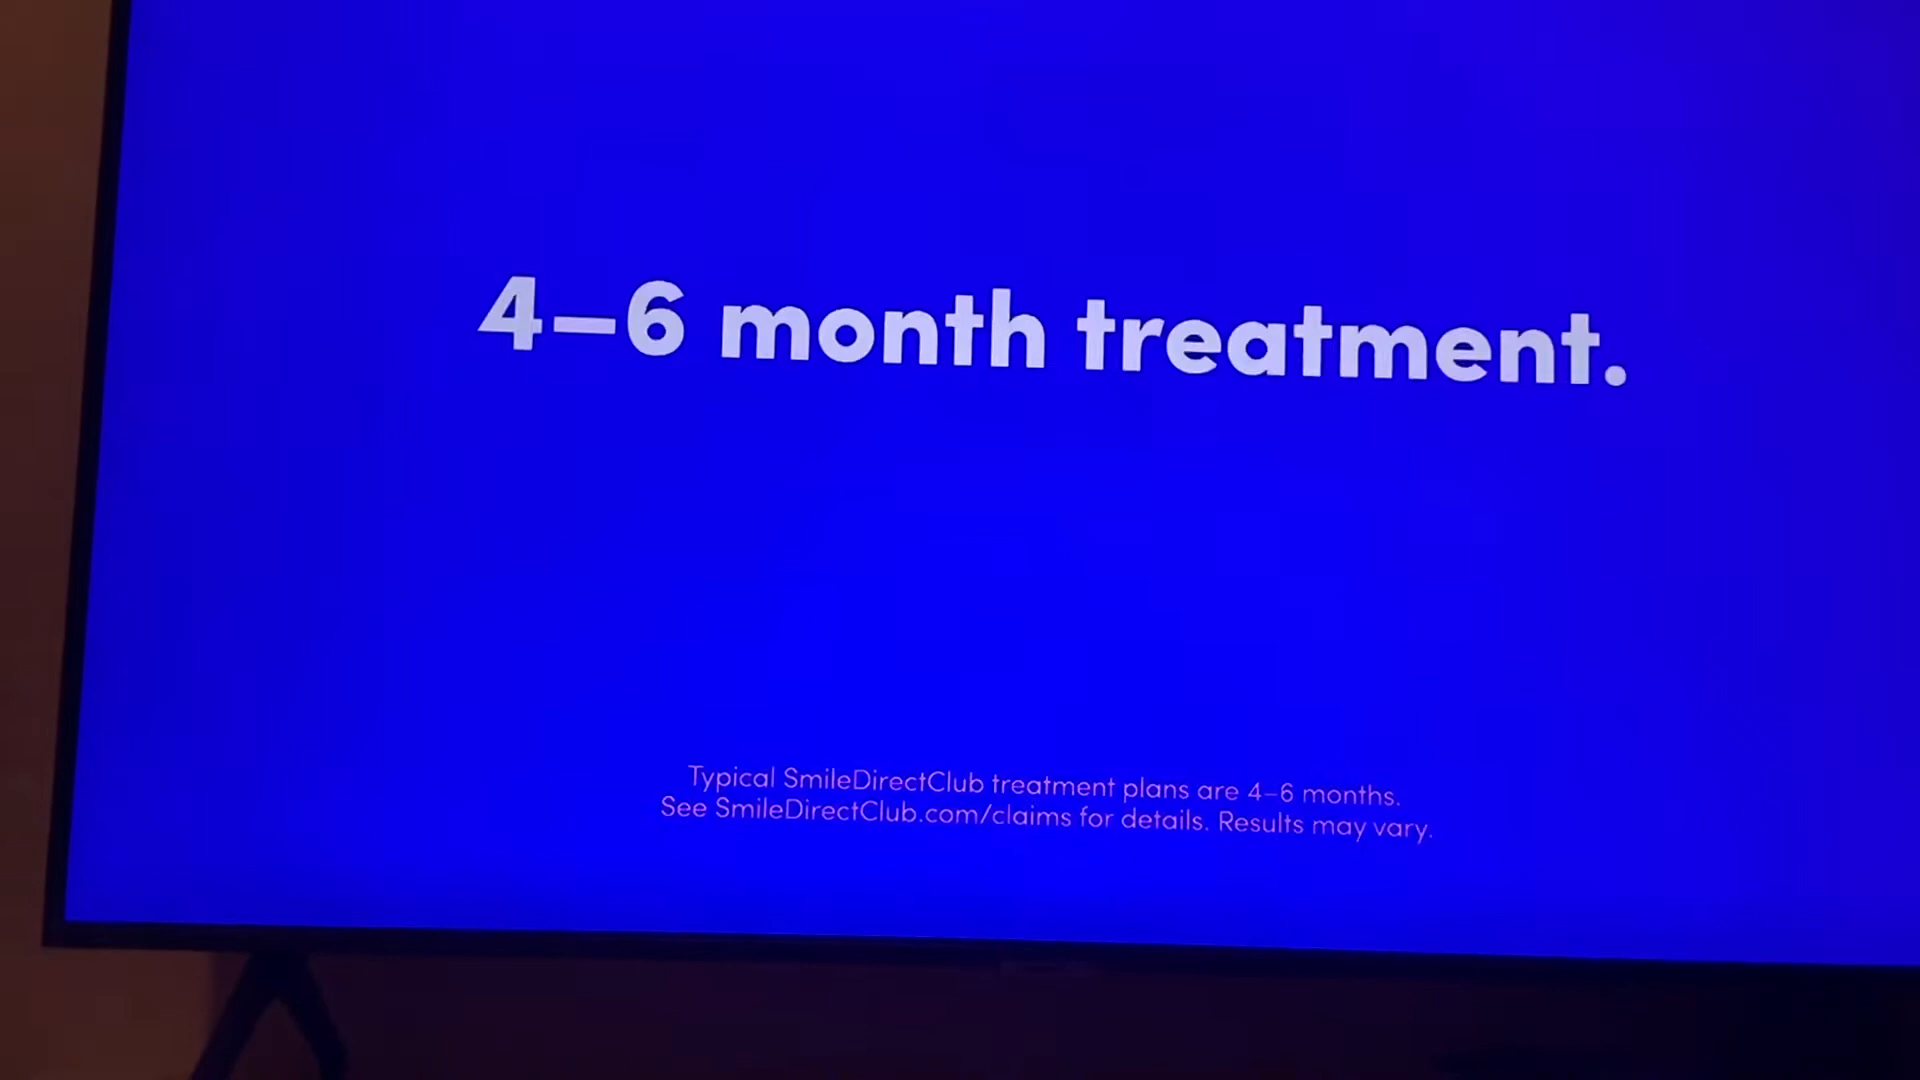 4–6 month treatment.
Typical SmileDirectClub treatment plans are 4–6 months.
See SmileDirectClub.com/claims for details. Results may vary.